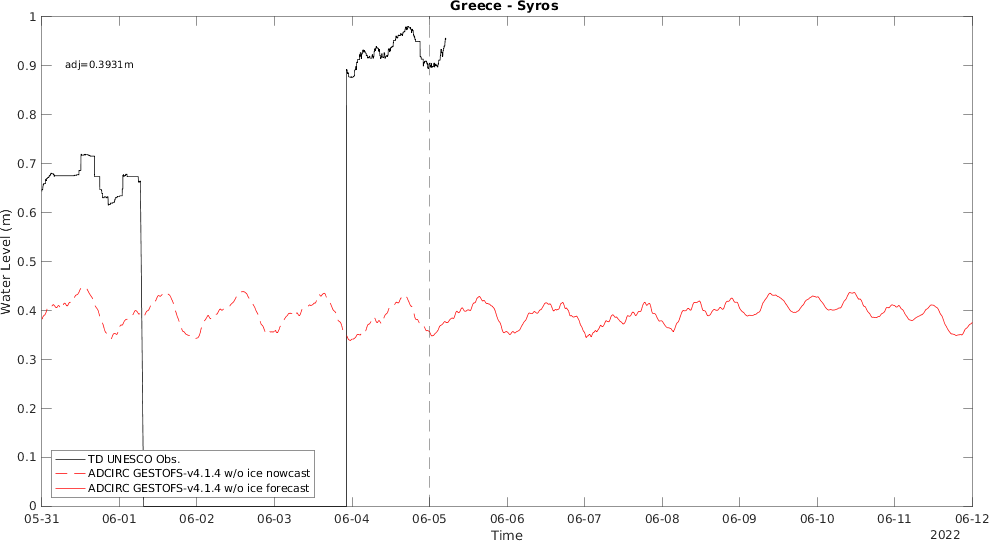 Greece - Syros
1
0.9
0.8
0.7
0.6
0.5
0.4
0.3
0.2
0.1
0
adj=0.3931m
Water Level (m)
TD UNESCO Obs.
ADCIRC GESTOFS-v4.1.4 w/o ice nowcast
ADCIRC GESTOFS-v4.1.4 w/o ice forecast
05-31 06-01 06-02 06-03 06-04 06-05 06-06 06-07 06-08 06-09 06-10 06-11 06-12
Time
2022